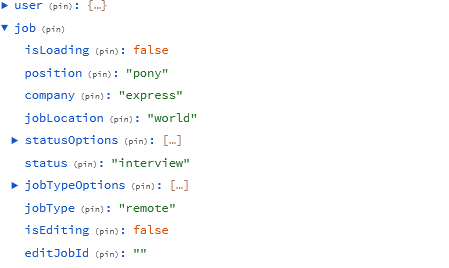 ▶ user (pin): {…}
▼ job (pin)
isLoading (pin): false
position (pin): "pony"
company (pin): "express"
jobLocation (pin): "world"
▶ statusOptions (pin): […]
status (pin): "interview"
▶ jobTypeOptions (pin): […]
jobType (pin): "remote"
isEditing (pin): false
editJobId (pin): ""